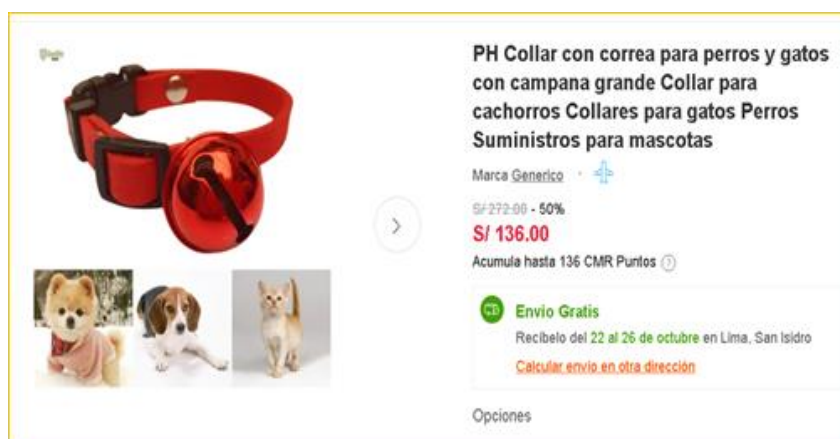 PH Collar con correa para perros y gatos
con campana grande Collar para
cachorros Collares para gatos Perros
Suministros para mascotas
Marca Generico
S/ 272.00 - 50%
S/ 136.00
Acumula hasta 136 CMR Puntos ?
Envío Gratis
Recíbelo del 22 al 26 de octubre en Lima, San Isidro
Calcular envío en otra dirección
Opciones